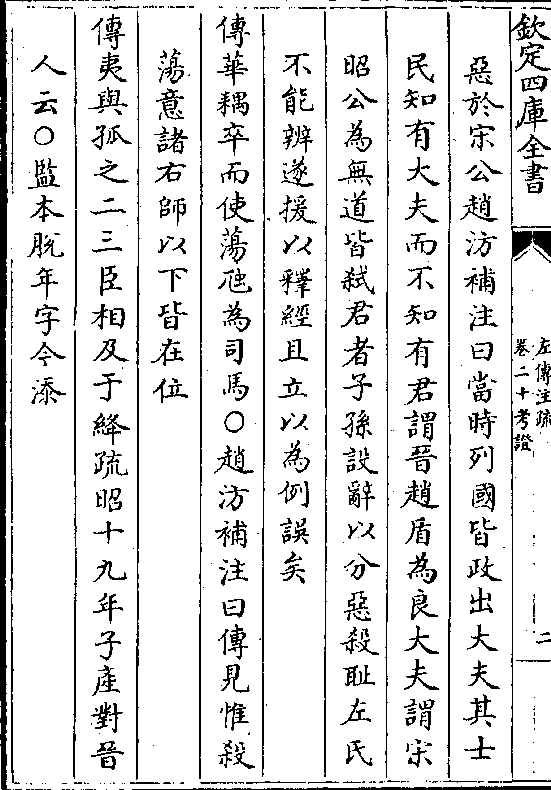 欽定四庫全書
左傳注疏
卷二十考證
二
惡於宋公趙汸補注曰當時列國皆政出大夫其士
民知有大夫而不知有君謂晉趙盾為良大夫謂宋
昭公為無道皆弑君者子孫設辭以分惡殺耻左氏
不能辨遂援以釋經且立以為例誤矣
傳華耦卒而使蕩虺為司馬○趙汸補注曰傳見惟殺
蕩意諸右師以下皆在位
傳夷與孤之二三臣相及于絳疏昭十九年子產對晉
人云○監本脫年字今添